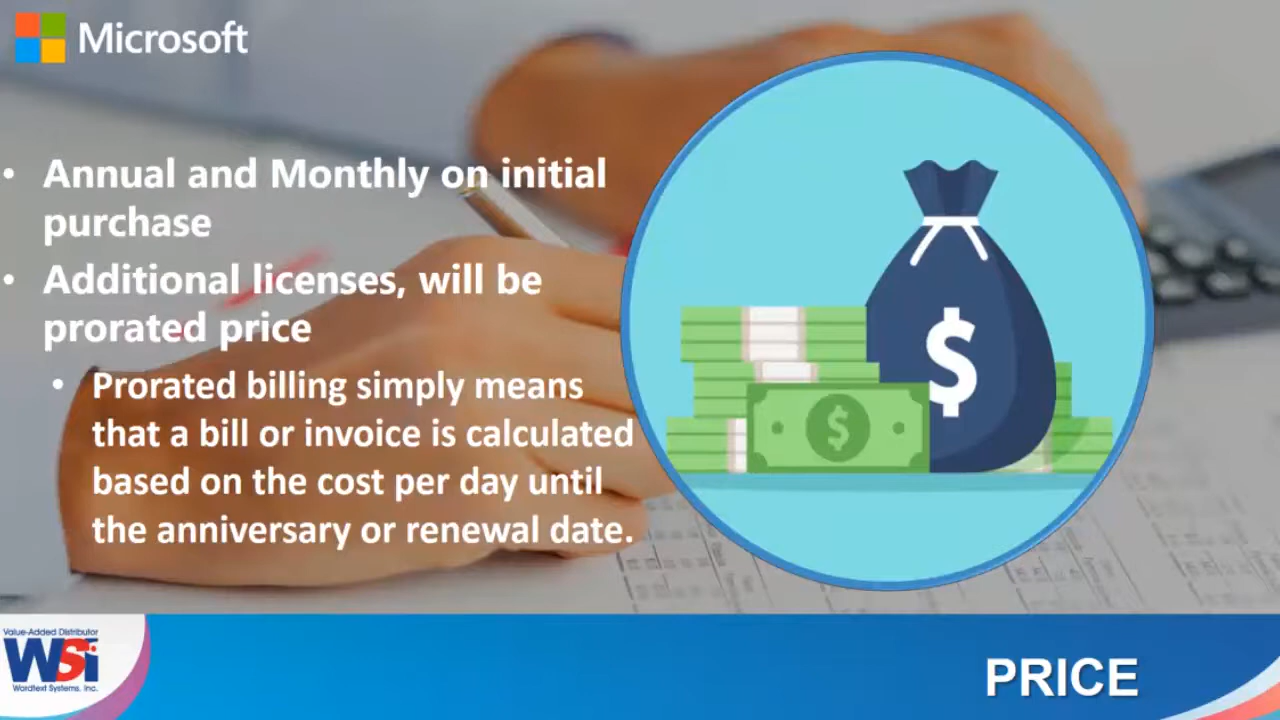 Microsoft
• Annual and Monthly on initial
purchase
• Additional licenses, will be
prorated price
• Prorated billing simply means
that a bill or invoice is calculated
based on the cost per day until
the anniversary or renewal date.
$
$
Value-Added Distributor
WSi
Wordtext Systems, Inc.
PRICE